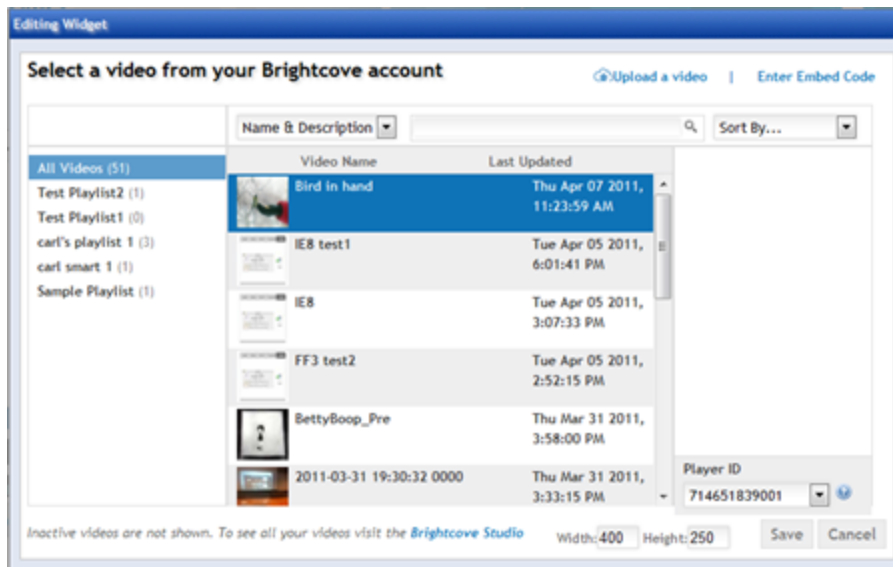 Editing Widget
Select a video from your Brightcove account
Upload a video | Enter Embed Code
Name & Description
Sort By...
All Videos (51)
Test Playlist2 (1)
Test Playlist1 (0)
carl's playlist 1 (3)
carl smart 1 (1)
Sample Playlist (1)
Video Name Last Updated
Bird in hand Thu Apr 07 2011,
11:23:59 AM
IE8 test1 Tue Apr 05 2011,
6:01:41 PM
IE8 Tue Apr 05 2011,
3:07:33 PM
FF3 test2 Tue Apr 05 2011,
2:52:15 PM
BettyBoop_Pre Thu Mar 31 2011,
3:58:00 PM
2011-03-31 19:30:32 0000 Thu Mar 31 2011,
3:33:15 PM
Player ID
714651839001
Inactive videos are not shown. To see all your videos visit the Brightcove Studio
Width: 400 Height: 250 Save Cancel